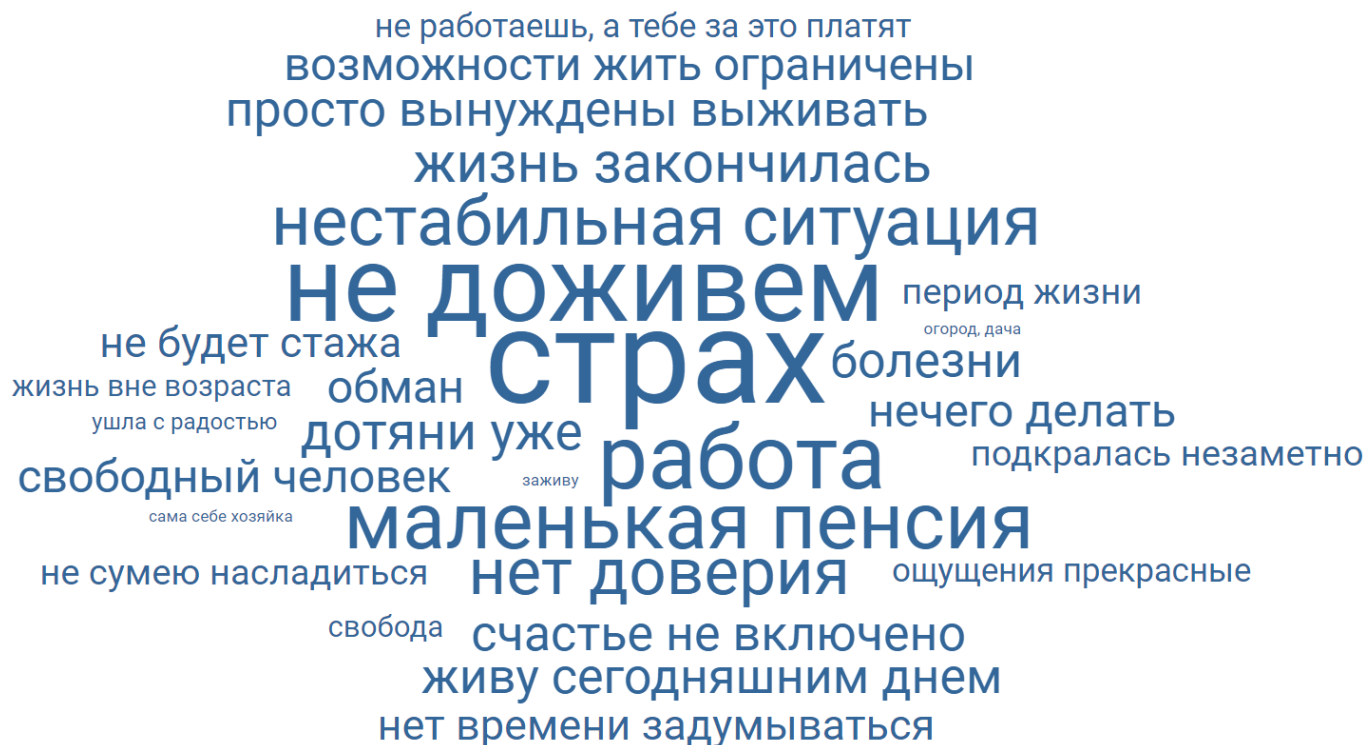 не работаешь, а тебе за это платят
возможности жить ограничены
просто вынуждены выживать
жизнь закончилась
нестабильная ситуация
не доживем
период жизни
огород, дача
страх
не будет стажа
болезни
жизнь вне возраста
обман
нечего делать
ушла с радостью
дотяни уже
работа
подкралась незаметно
свободный человек
заживу
сама себе хозяйка
маленькая пенсия
не сумею насладиться
нет доверия
ощущения прекрасные
свобода
счастье не включено
живу сегодняшним днем
нет времени задумываться